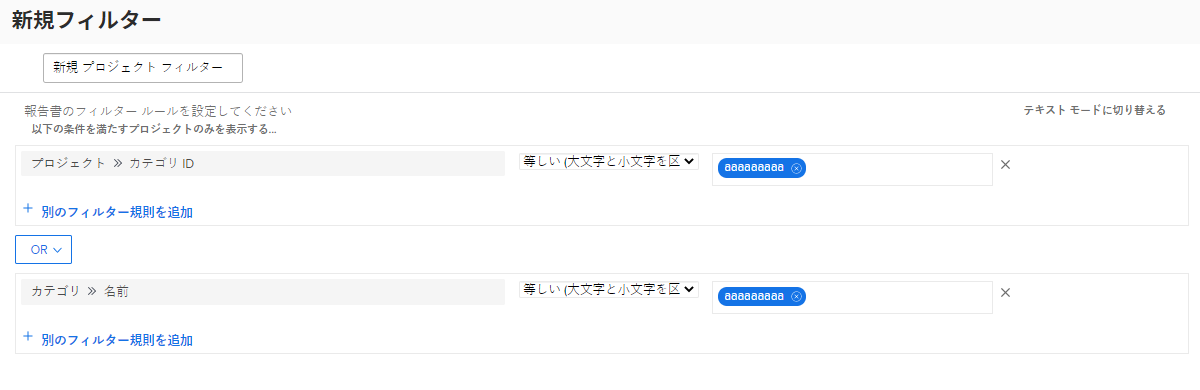 新規フィルター
新規 プロジェクト フィルター
報告書のフィルター ルールを設定してください
テキスト モードに切り替える
以下の条件を満たすプロジェクトのみを表示する...
プロジェクト » カテゴリ ID 等しい (大文字と小文字を区 aaaaaaaaa
+ 別のフィルター規則を追加
OR
カテゴリ » 名前 等しい (大文字と小文字を区 aaaaaaaaa
+ 別のフィルター規則を追加